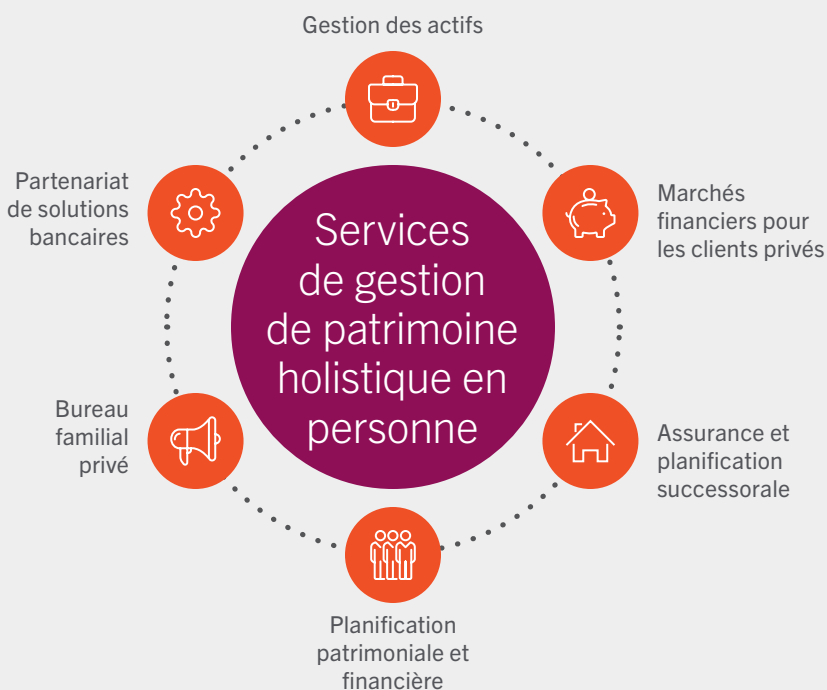 Gestion des actifs
Partenariat
de solutions
bancaires
Marchés
financiers pour
les clients privés
Services
de gestion
de patrimoine
holistique en
personne
Bureau
familial
privé
Assurance et
planification
successorale
Planification
patrimoniale et
financière